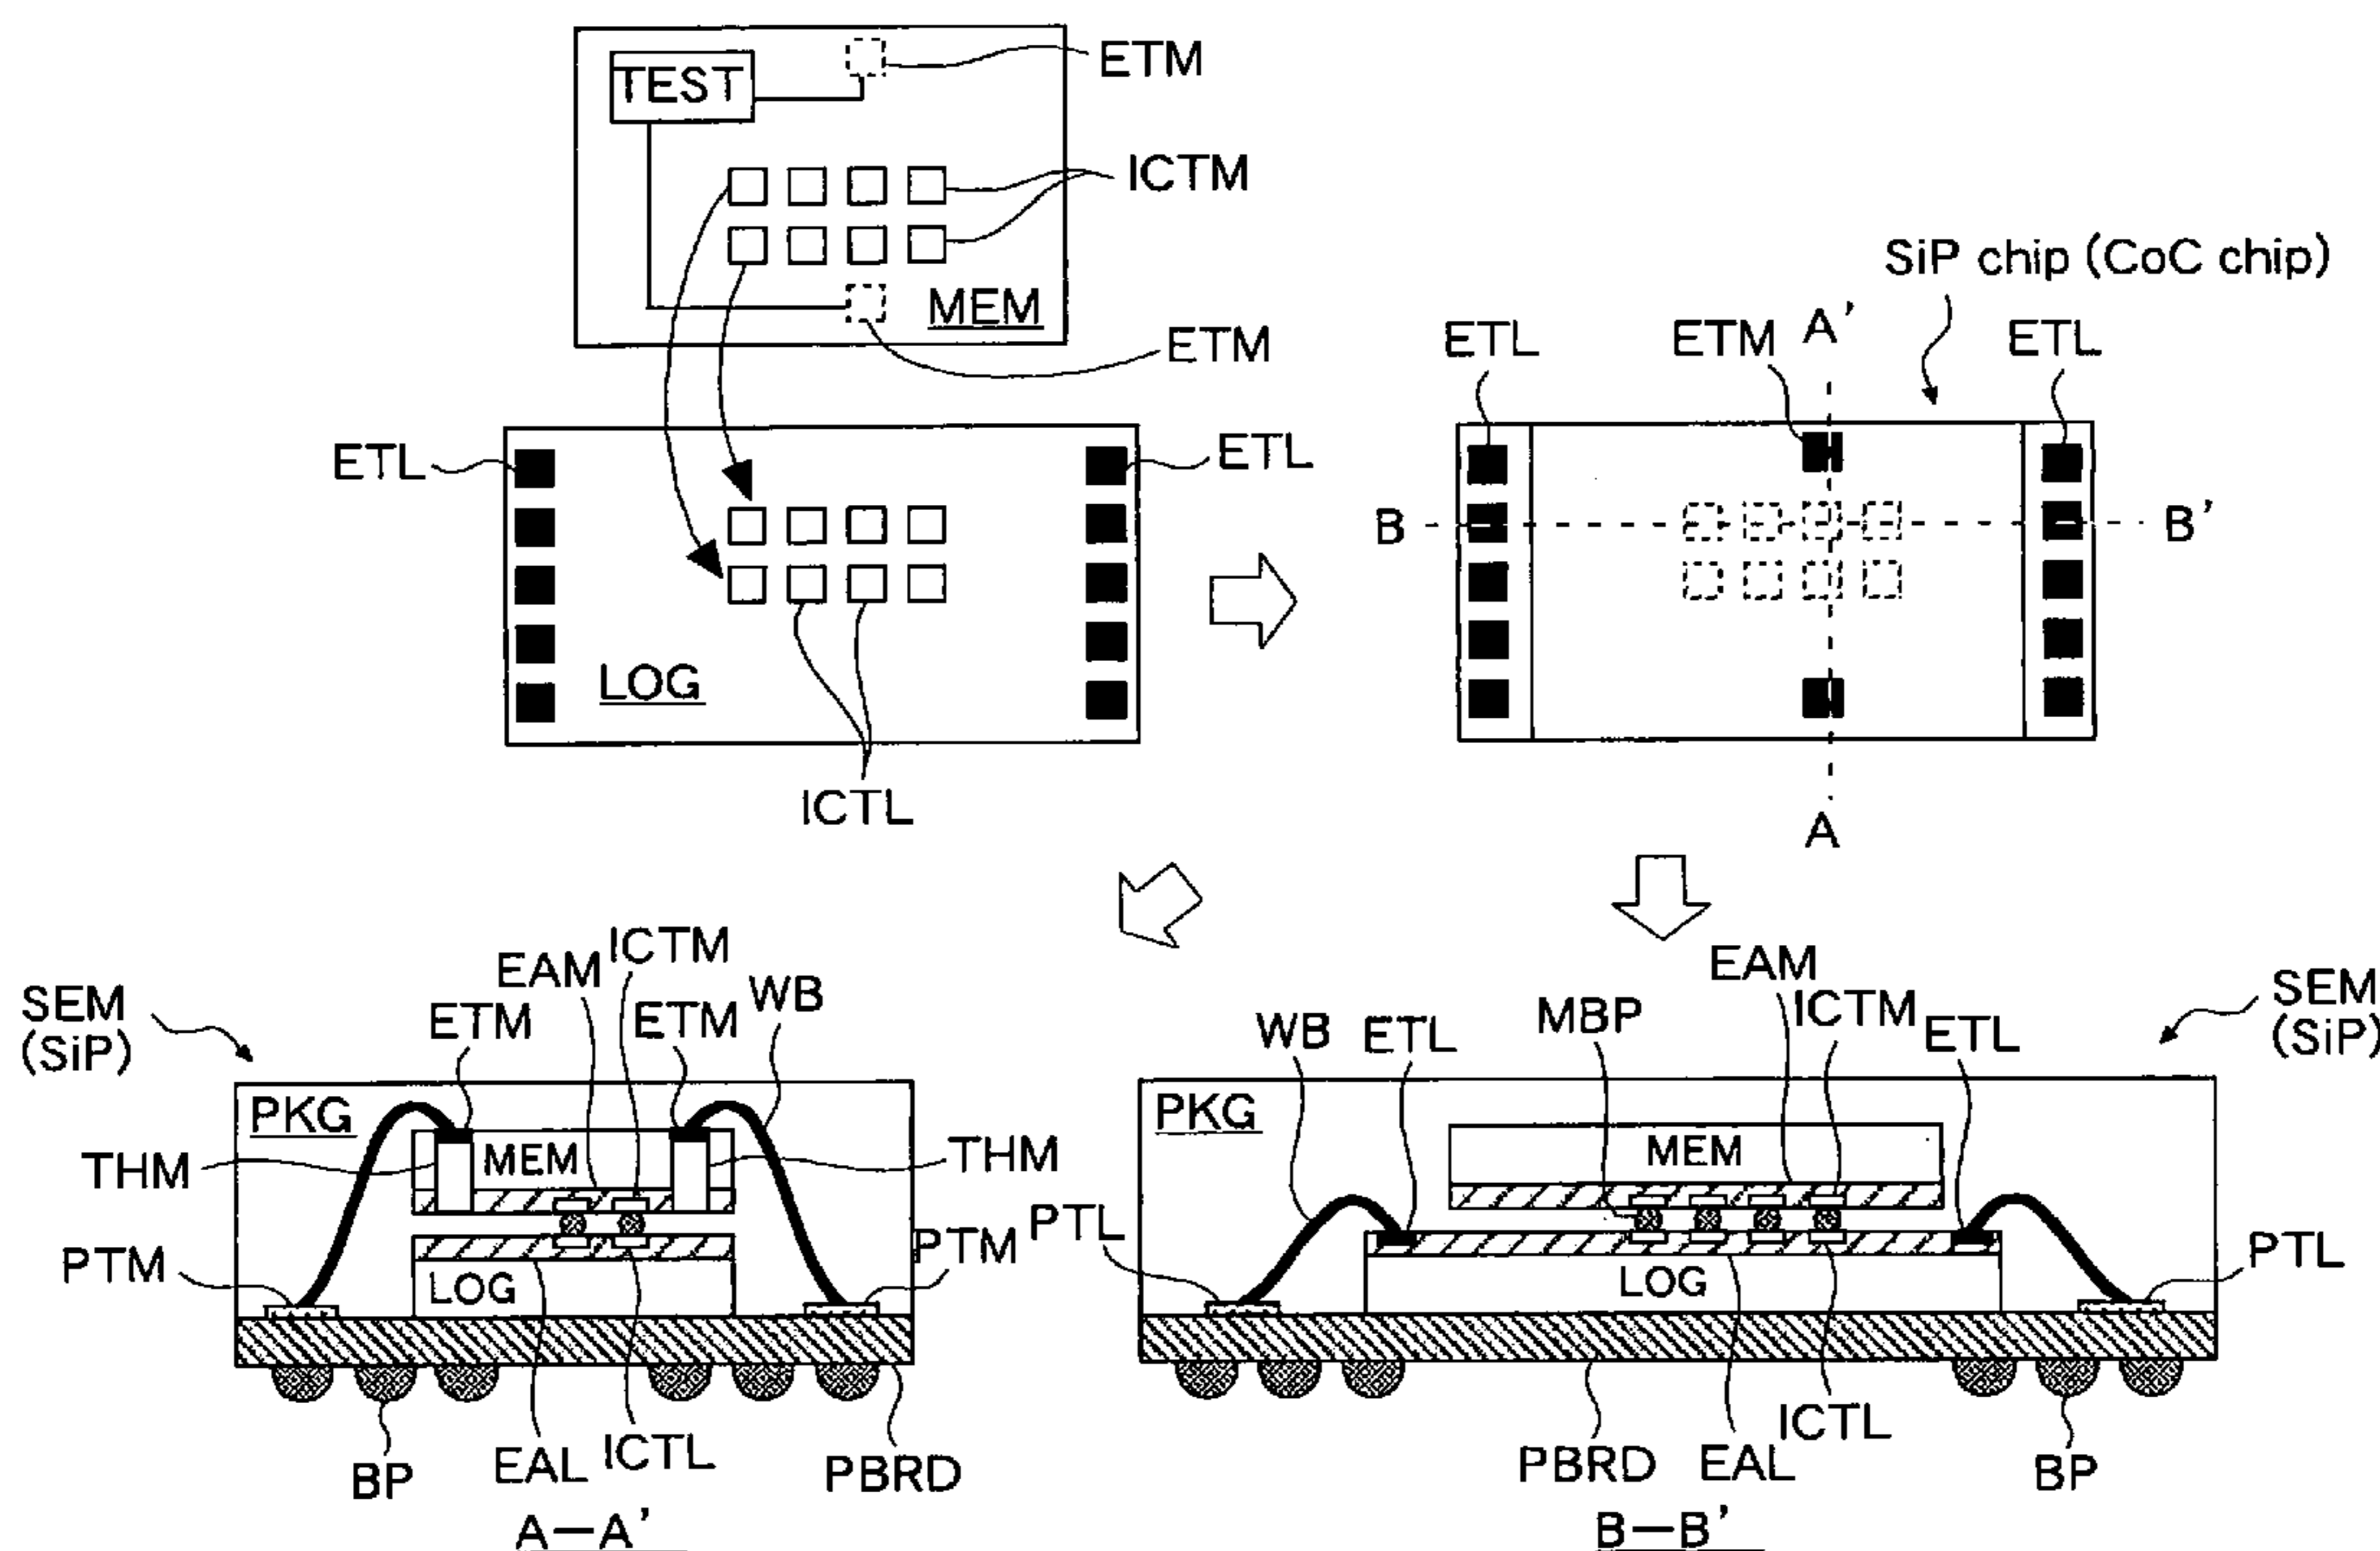 ETM
TEST
ICTM
MEM
ETM
SiP chip (CoC chip)
ETL
ETM
A'
ETL
ETL
ETL
B
B'
LOG
ICTL
A
EAM
ICTM
SEM
(SiP)
ETM
ETM
WB
PKG
THM
MEM
THM
PTM
LOG
PTM
BP
EAL
ICTL
PBRD
A—A'
EAM
MBP
ICTM
SEM
(SiP)
WB
ETL
ETL
PKG
MEM
PTL
LOG
PTL
PBRD
EAL
ICTL
BP
B—B'